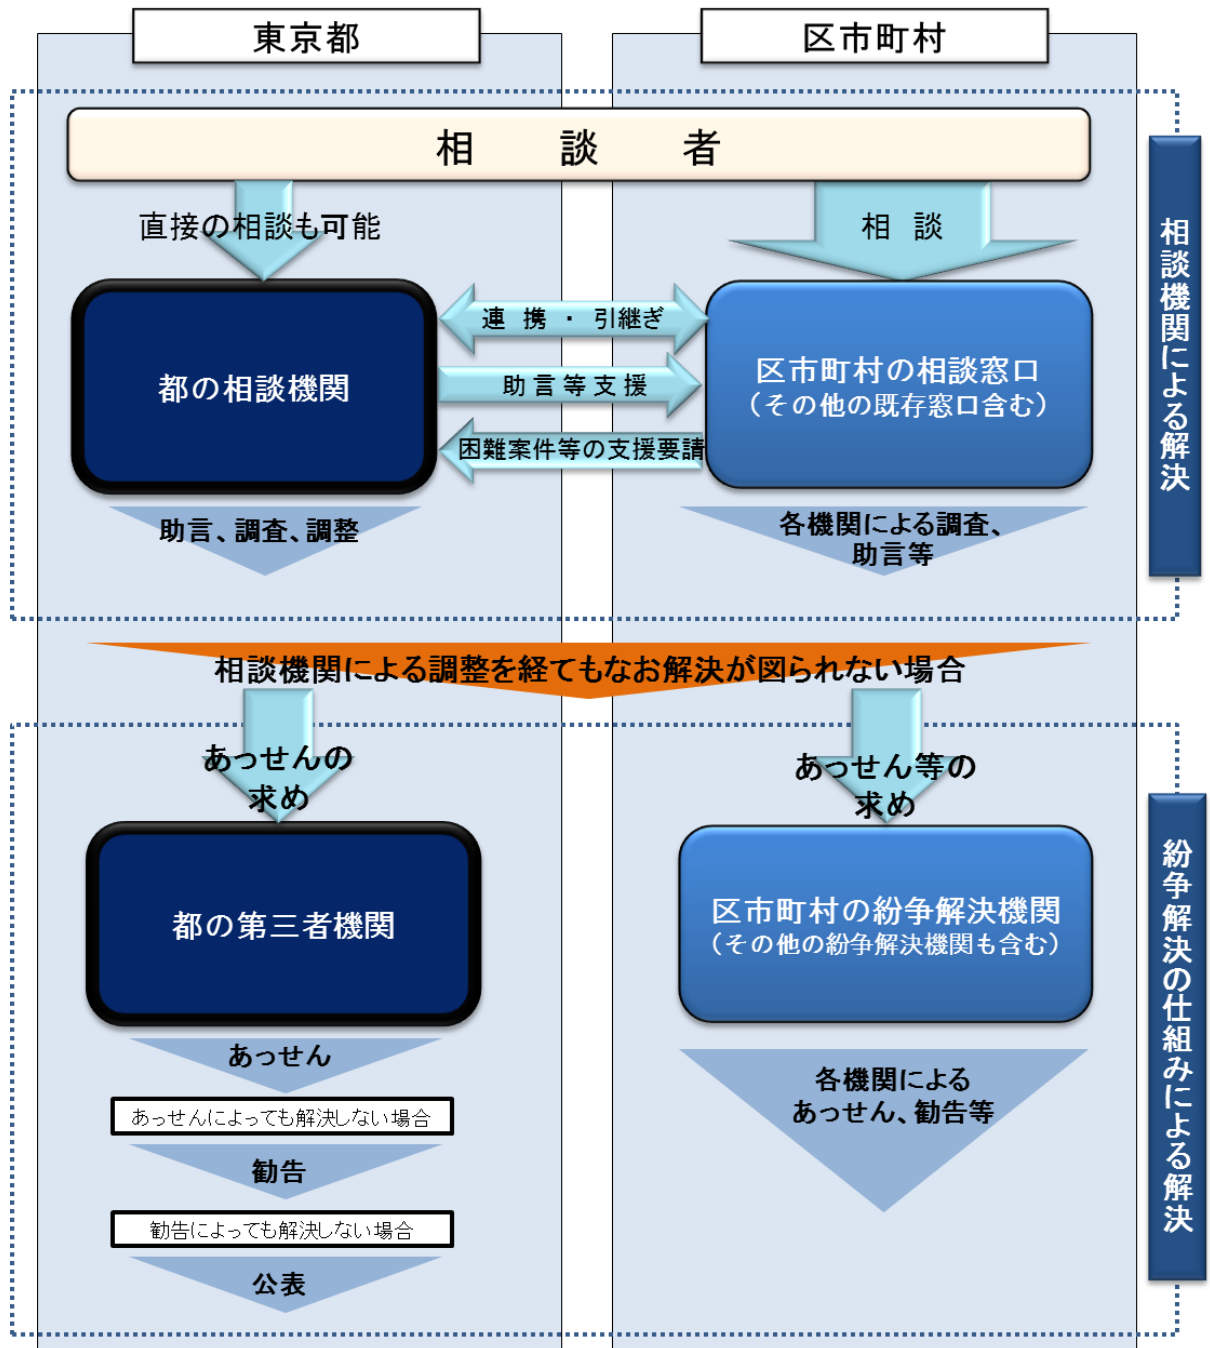 東京都
区市町村
相談者
直接の相談も可能
相談
都の相談機関
連携・引継ぎ
助言等支援
困難案件等の支援要請
区市町村の相談窓口
（その他の既存窓口含む）
助言、調査、調整
各機関による調査、
助言等
相談機関による解決
相談機関による調整を経てもなお解決が図られない場合
あっせんの
求め
あっせん等の
求め
都の第三者機関
区市町村の紛争解決機関
（その他の紛争解決機関も含む）
あっせん
あっせんによっても解決しない場合
勧告
勧告によっても解決しない場合
公表
各機関による
あっせん、勧告等
紛争解決の仕組みによる解決